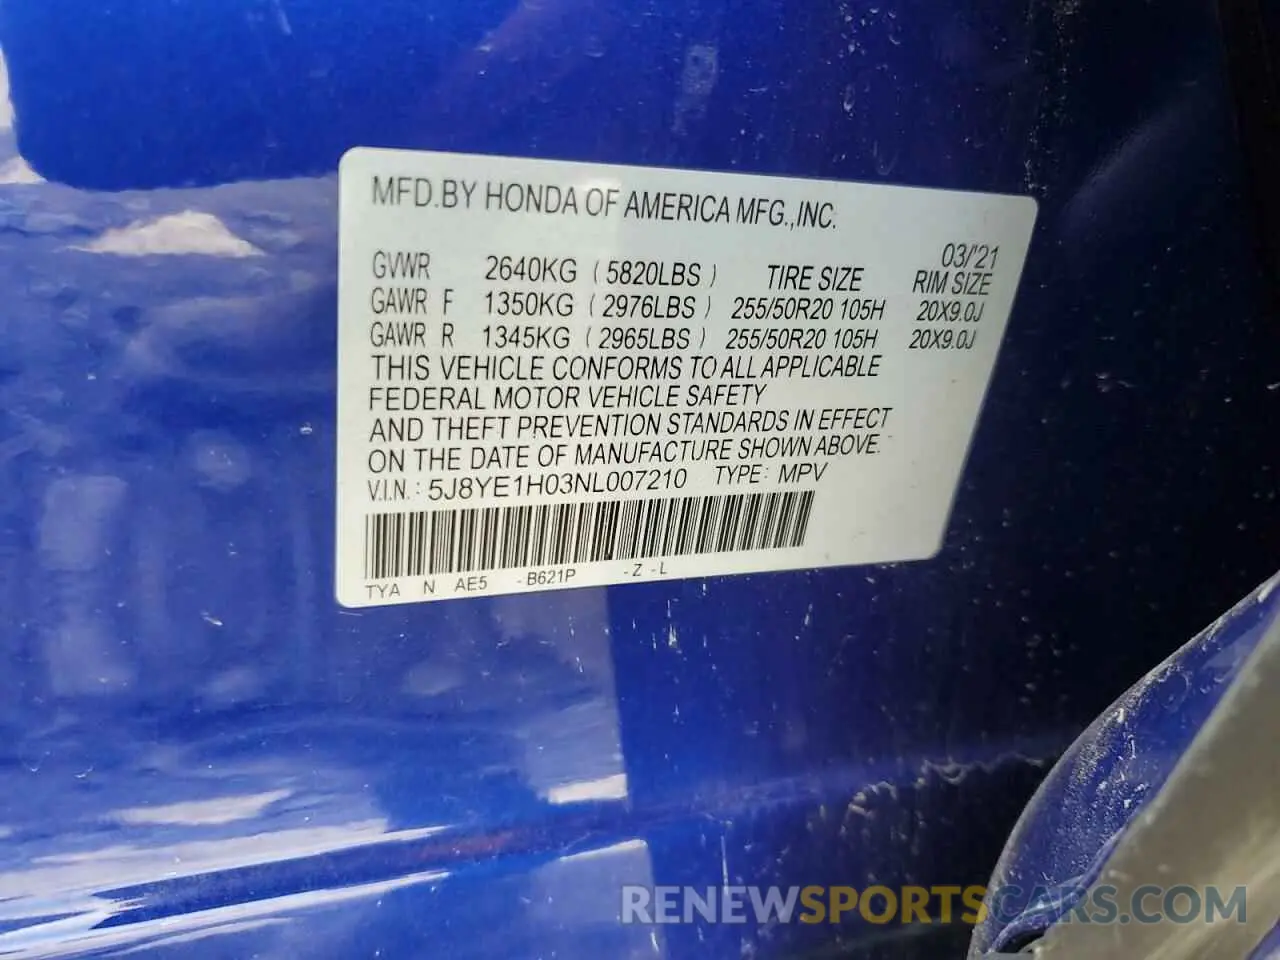 MFD.BY HONDA OF AMERICA MFG.,INC.
03/'21
GVWR 2640KG (5820LBS) TIRE SIZE RIM SIZE
GAWR F 1350KG (2976LBS) 255/50R20 105H 20X9.0J
GAWR R 1345KG (2965LBS) 255/50R20 105H 20X9.0J
THIS VEHICLE CONFORMS TO ALL APPLICABLE
FEDERAL MOTOR VEHICLE SAFETY
AND THEFT PREVENTION STANDARDS IN EFFECT
ON THE DATE OF MANUFACTURE SHOWN ABOVE.
V.I.N.: 5J8YE1H03NL007210 TYPE: MPV
TYA N AE5 -B621P -Z -L
RENEWSPORTSCARS.COM